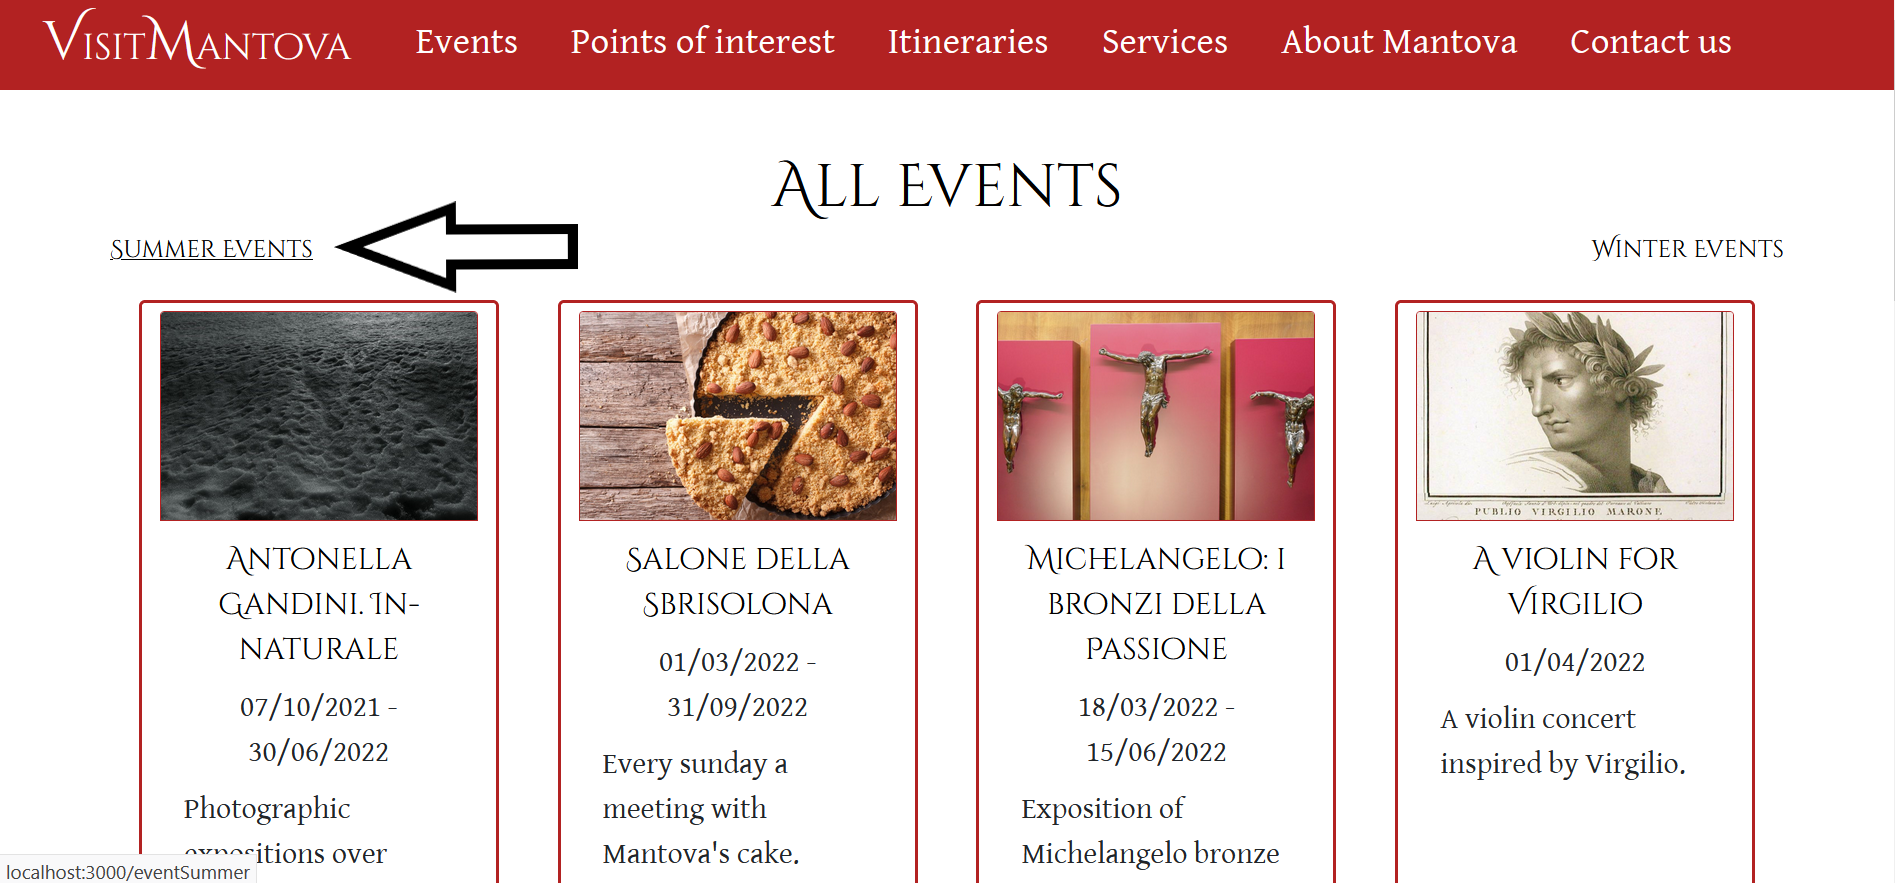 VisitMantova Events Points of interest Itineraries Services About Mantova Contact us
All Events
Summer Events
Winter Events
PUBLIO VIRGILIO MARONE
Antonella
Gandini. In-
naturale
07/10/2021 -
30/06/2022
Photographic
expositions over
Salone della
Sbrisolona
01/03/2022 -
31/09/2022
Every sunday a
meeting with
Mantova's cake.
Michelangelo: i
bronzi della
Passione
18/03/2022 -
15/06/2022
Exposition of
Michelangelo bronze
A violin for
Virgilio
01/04/2022
A violin concert
inspired by Virgilio.
localhost:3000/eventSummer